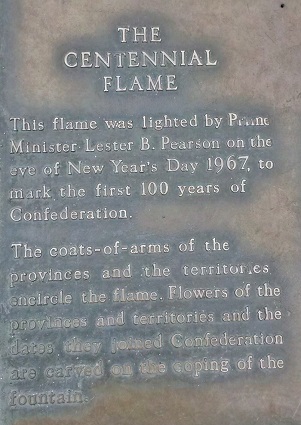 THE
CENTENNIAL
FLAME
This flame was lighted by Prime
Minister Lester B. Pearson on the
eve of New Year's Day 1967, to
mark the first 100 years of
Confederation.
The coats-of-arms of the
provinces and the territories
encircle the flame. Flowers of the
provinces and territories and the
dates they joined Confederation
are carved on the coping of the
fountain.